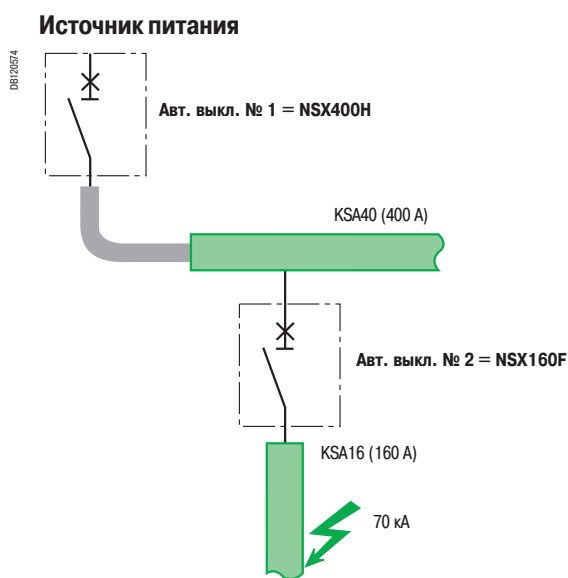 Источник питания
DB120574
Авт. выкл. № 1 = NSX400H
KSA40 (400 A)
Авт. выкл. № 2 = NSX160F
KSA16 (160 A)
70 кА